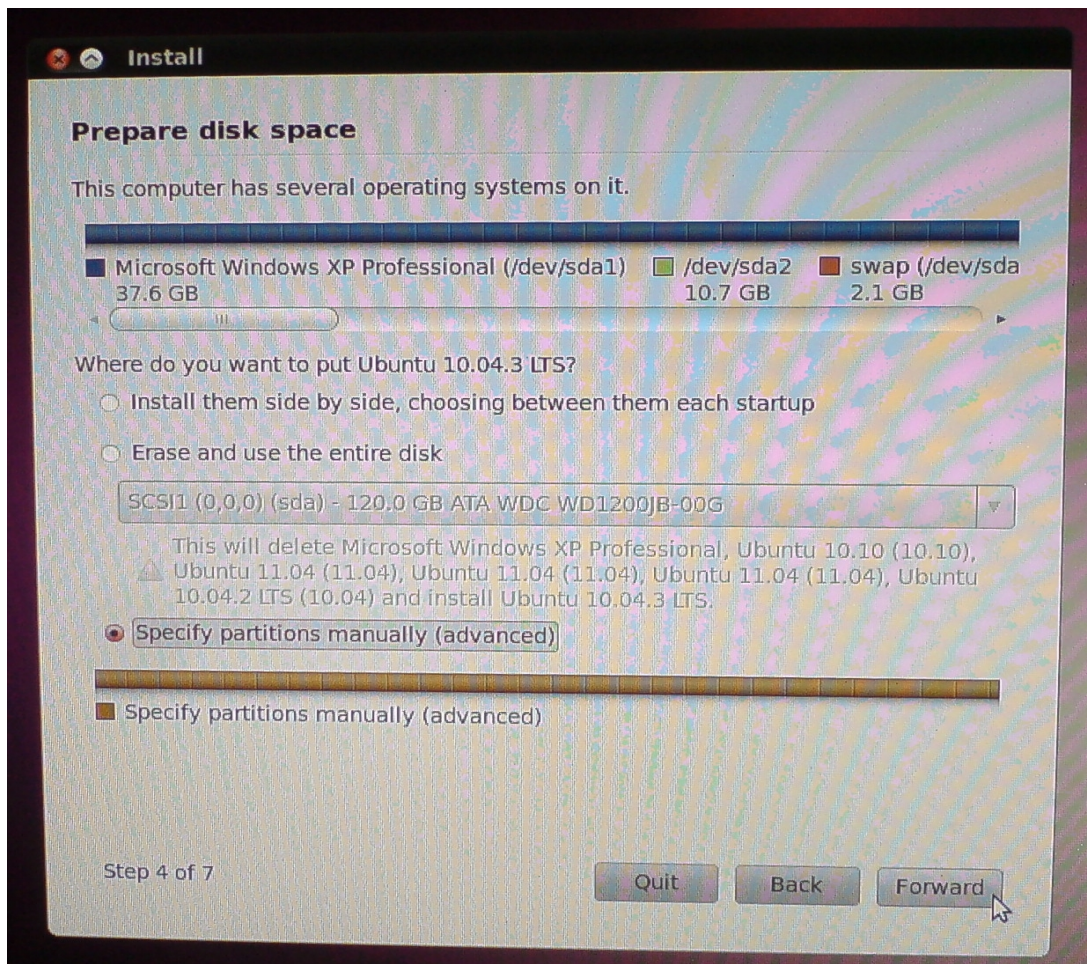 Install
Prepare disk space
This computer has several operating systems on it.
Microsoft Windows XP Professional (/dev/sda1) /dev/sda2 swap (/dev/sda
37.6 GB 10.7 GB 2.1 GB
Where do you want to put Ubuntu 10.04.3 LTS?
Install them side by side, choosing between them each startup
Erase and use the entire disk
SCSI1 (0,0,0) (sda) - 120.0 GB ATA WDC WD1200JB-00G
This will delete Microsoft Windows XP Professional, Ubuntu 10.10 (10.10),
Ubuntu 11.04 (11.04), Ubuntu 11.04 (11.04), Ubuntu 11.04 (11.04), Ubuntu
10.04.2 LTS (10.04) and install Ubuntu 10.04.3 LTS.
Specify partitions manually (advanced)
Specify partitions manually (advanced)
Step 4 of 7
Quit Back Forward